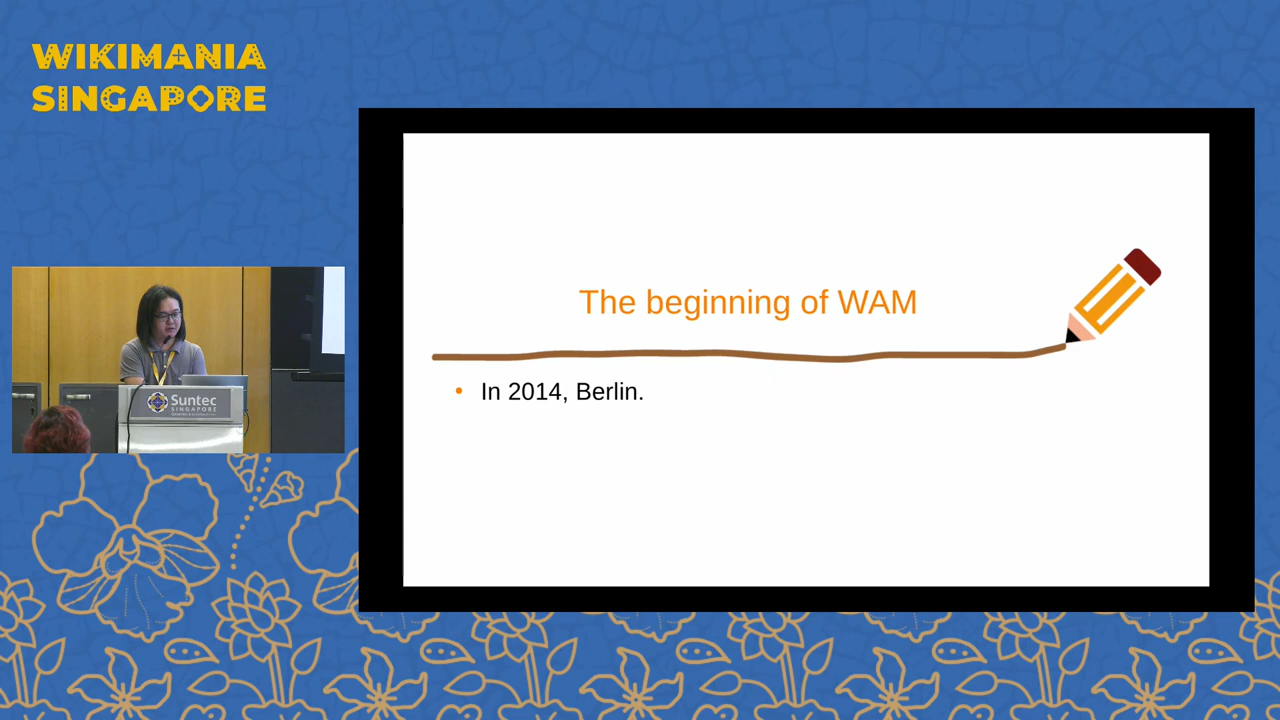 WIKIMANIA
SINGAPORE
The beginning of WAM
• In 2014, Berlin.
Suntec
SINGAPORE